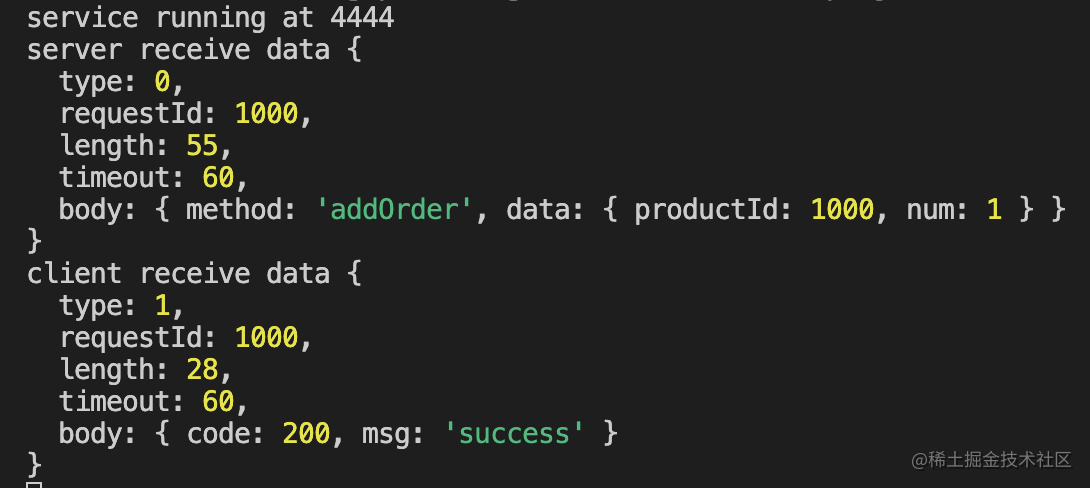 service running at 4444
server receive data {
  type: 0,
  requestId: 1000,
  length: 55,
  timeout: 60,
  body: { method: 'addOrder', data: { productId: 1000, num: 1 } }
}
client receive data {
  type: 1,
  requestId: 1000,
  length: 28,
  timeout: 60,
  body: { code: 200, msg: 'success' }
}
@稀土掘金技术社区